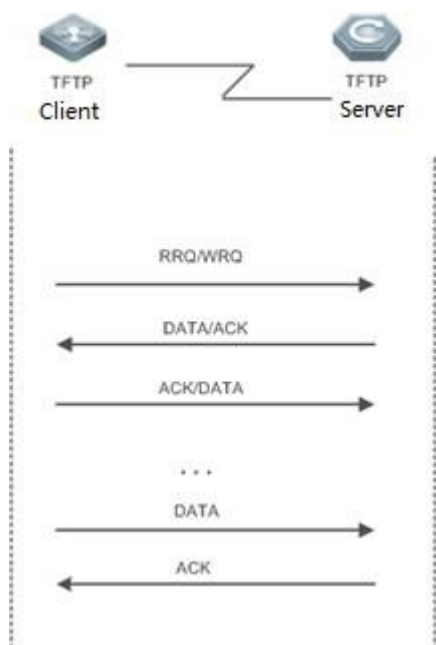 TFTP
Client
TFTP
Server
RRQ/WRQ
DATA/ACK
ACK/DATA
...
DATA
ACK